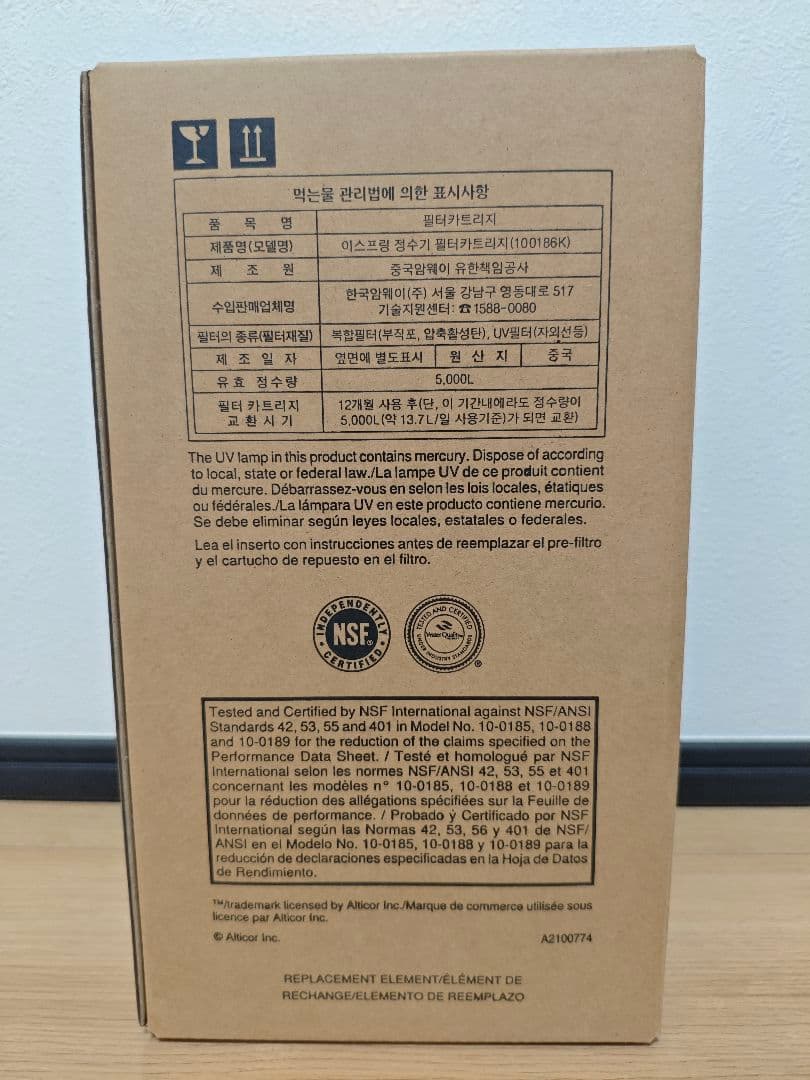 먹는물 관리법에 의한 표시사항
품 목 명 필터카트리지
제품명(모델명) 이스프링 정수기 필터카트리지(100186K)
제 조 원 중국암웨이 유한책임공사
수입판매업체명 한국암웨이(주) 서울 강남구 영동대로 517
기술지원센터: ☎1588-0080
필터의 종류(필터재질) 복합필터(부직포, 압축활성탄), UV필터(자외선등)
제 조 일 자 옆면에 별도표시 원 산 지 중국
유효 정수량 5,000L
필터 카트리지 12개월 사용 후(단, 이 기간내에라도 정수량이
교 환 시 기 5,000L(약 13.7L/일 사용기준)가 되면 교환)
The UV lamp in this product contains mercury. Dispose of according
to local, state or federal law./La lampe UV de ce produit contient
du mercure. Débarrassez-vous en selon les lois locales, étatiques
ou fédérales./La lámpara UV en este producto contiene mercurio.
Se debe eliminar según leyes locales, estatales o federales.
Lea el inserto con instrucciones antes de reemplazar el pre-filtro
y el cartucho de repuesto en el filtro.
INDEPENDENTLY
NSF®
CERTIFIED
TESTED AND CERTIFIED
Water Quality
UNDER INDUSTRY STANDARDS
®
Tested and Certified by NSF International against NSF/ANSI
Standards 42, 53, 55 and 401 in Model No. 10-0185, 10-0188
and 10-0189 for the reduction of the claims specified on the
Performance Data Sheet. / Testé et homologué par NSF
International selon les normes NSF/ANSI 42, 53, 55 et 401
concernant les modèles n° 10-0185, 10-0188 et 10-0189
pour la réduction des allégations spécifiées sur la Feuille de
données de performance. / Probado y Certificado por NSF
International según las Normas 42, 53, 56 y 401 de NSF/
ANSI en el Modelo No. 10-0185, 10-0188 y 10-0189 para la
reducción de declaraciones especificadas en la Hoja de Datos
de Rendimiento.
™/trademark licensed by Alticor Inc./Marque de commerce utilisée sous
licence par Alticor Inc.
© Alticor Inc. A2100774
REPLACEMENT ELEMENT/ÉLÉMENT DE
RECHANGE/ELEMENTO DE REEMPLAZO